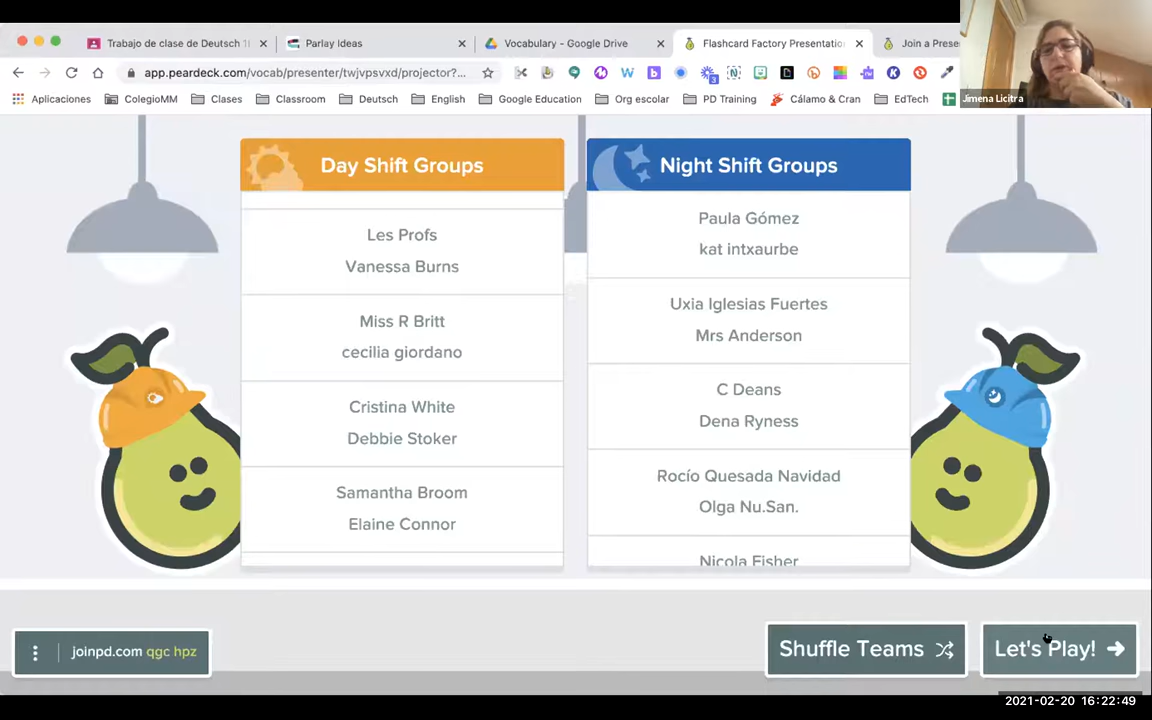 Trabajo de clase de Deutsch 1
Parlay Ideas
Vocabulary - Google Drive
Flashcard Factory Presentatio
Join a Prese
app.peardeck.com/vocab/presenter/twjvpsvxd/projector?...
Aplicaciones
ColegioMM
Clases
Classroom
Deutsch
English
Google Education
Org escolar
PD Training
Cálamo & Cran
EdTech
Jimena Licitra
Day Shift Groups
Les Profs
Vanessa Burns
Miss R Britt
cecilia giordano
Cristina White
Debbie Stoker
Samantha Broom
Elaine Connor
Night Shift Groups
Paula Gómez
kat intxaurbe
Uxia Iglesias Fuertes
Mrs Anderson
C Deans
Dena Ryness
Rocío Quesada Navidad
Olga Nu.San.
Nicola Fisher
joinpd.com qgc hpz
Shuffle Teams
Let's Play!
2021-02-20 16:22:49